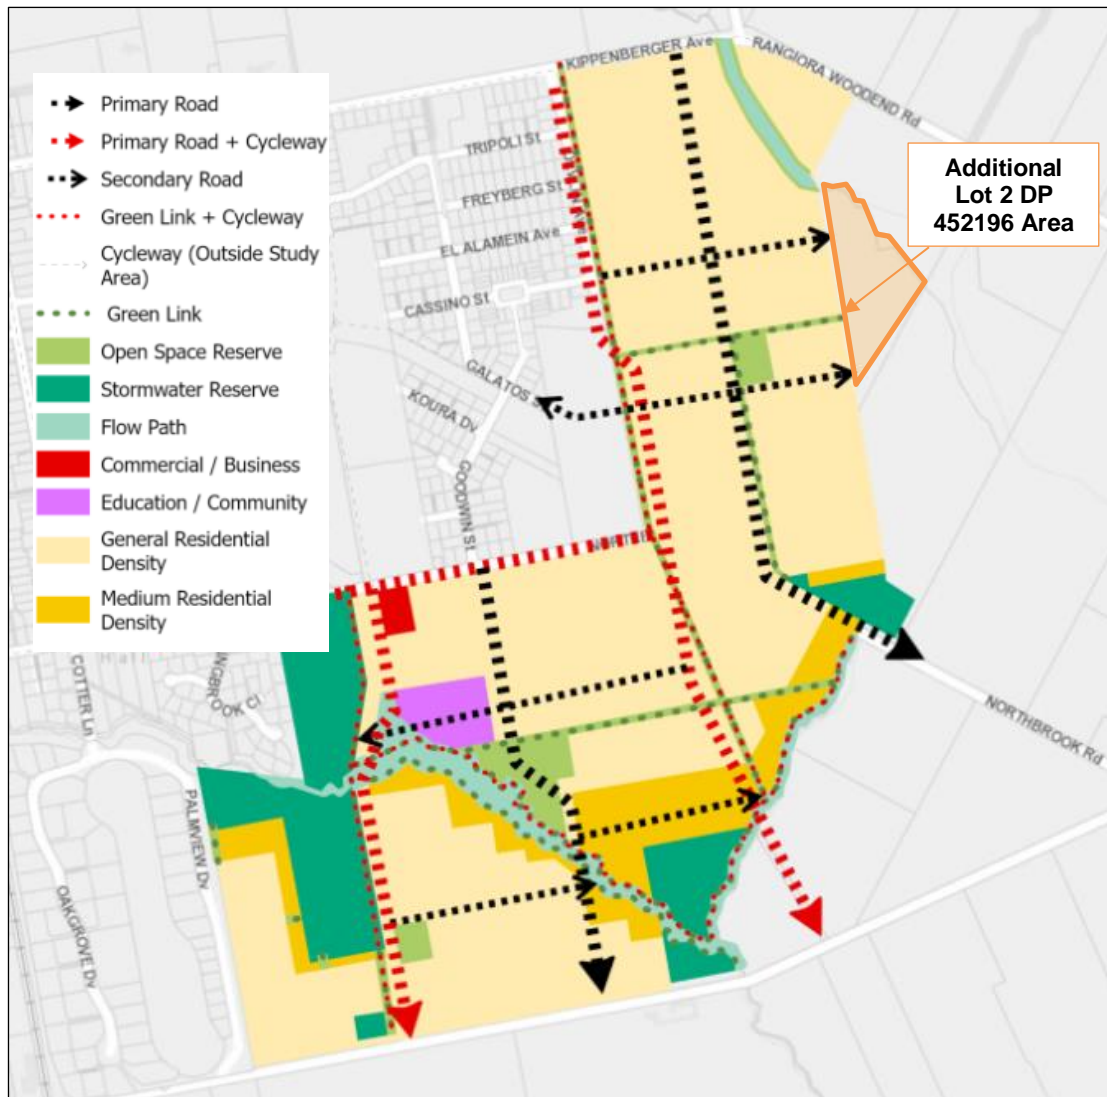 KIPPENBERGER Ave
RANGIORA WOODEND Rd
Primary Road
Primary Road + Cycleway
Secondary Road
Green Link + Cycleway
Cycleway (Outside Study
Area)
Green Link
Open Space Reserve
Stormwater Reserve
Flow Path
Commercial / Business
Education / Community
General Residential
Density
Medium Residential
Density
Additional
Lot 2 DP
452196 Area
TRIPOLI St
FREYBERG St
EL ALAMEIN Ave
CASSINO St
GALATOS
KOURA DV
GOODWIN St
COTTER Ln
PALMVIEW DV
OAKGROVE DV
NORTHBROOK Rd